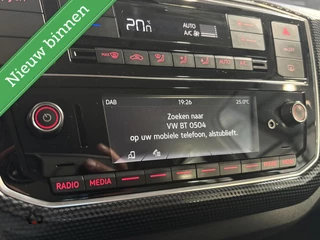 Nieuw binnen
20
AUTO
A/C
MAX
DAB
19:26
25.0°C
Zoeken naar
VW BT 0504
op uw mobiele telefoon, alstublieft.
RADIO
MEDIA